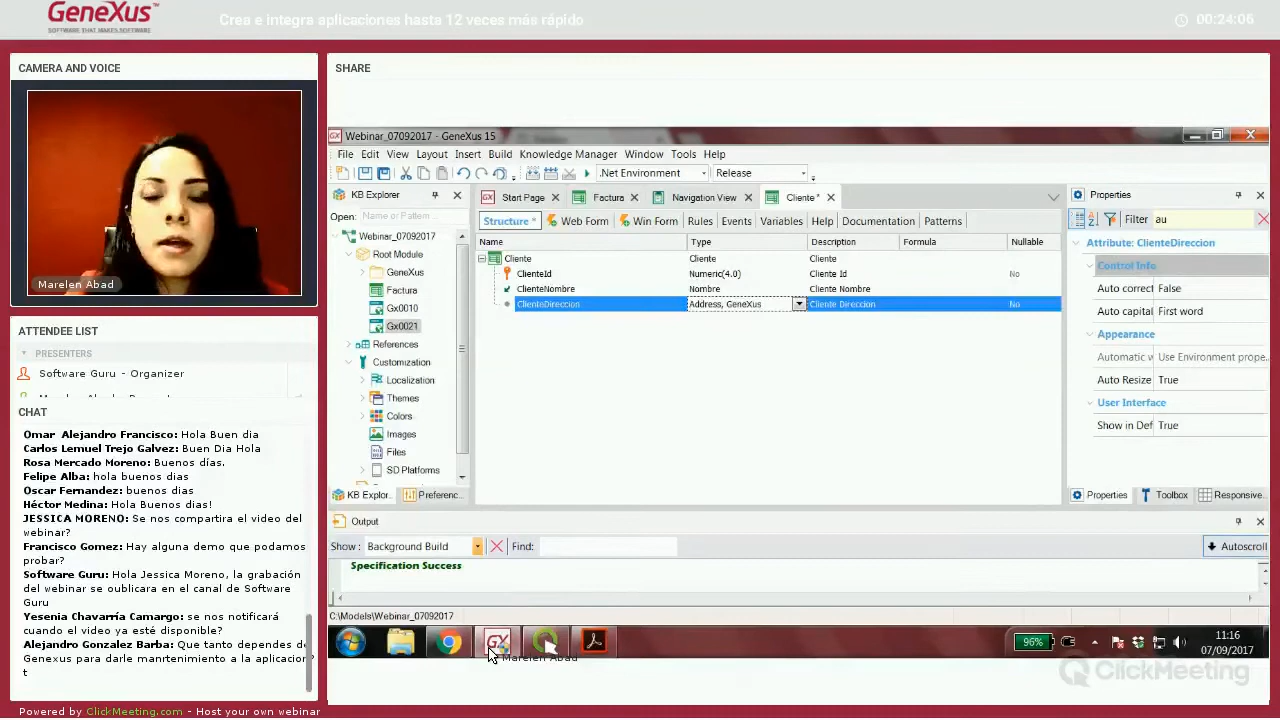 GeneXus™
SOFTWARE THAT MAKES SOFTWARE
Crea e integra aplicaciones hasta 12 veces más rápido
00:24:06
CAMERA AND VOICE
Marelen Abad
ATTENDEE LIST
PRESENTERS
Software Guru - Organizer
CHAT
Omar Alejandro Francisco: Hola Buen dia
Carlos Lemuel Trejo Galvez: Buen Dia Hola
Rosa Mercado Moreno: Buenos días.
Felipe Alba: hola buenos dias
Oscar Fernandez: buenos dias
Héctor Medina: Hola Buenos dias!
JESSICA MORENO: Se nos compartira el video del
webinar?
Francisco Gomez: Hay alguna demo que podamos
probar?
Software Guru: Hola Jessica Moreno, la grabación
del webinar se oublicara en el canal de Software
Guru
Yesenia Chavarría Camargo: se nos notificará
cuando el video ya esté disponible?
Alejandro Gonzalez Barba: Que tanto dependes de
Genexus para darle manrtenimiento a la aplicacion?
t
Powered by ClickMeeting.com - Host your own webinar
SHARE
Webinar_07092017 - GeneXus 15
File Edit View Layout Insert Build Knowledge Manager Window Tools Help
.Net Environment Release
KB Explorer
Open: Name or Pattern...
Webinar_07092017
Root Module
GeneXus
Factura
Gx0010
Gx0021
References
Customization
Localization
Themes
Colors
Images
Files
SD Platforms
KB Explor... Preferenc...
Start Page Factura Navigation View Cliente*
Structure * Web Form Win Form Rules Events Variables Help Documentation Patterns
Name Type Description Formula Nullable
Cliente Cliente Cliente
ClienteId Numeric(4.0) Cliente Id No
ClienteNombre Nombre Cliente Nombre
ClienteDireccion Address, GeneXus Cliente Direccion No
Properties
Filter au
Attribute: ClienteDireccion
Control Info
Auto correct False
Auto capital First word
Appearance
Automatic w Use Environment prope...
Auto Resize True
User Interface
Show in Def True
Properties Toolbox Responsive...
Output
Show : Background Build Find: Autoscroll
Specification Success
C:\Models\Webinar_07092017
96%
11:16
07/09/2017
Marelen Abad
ClickMeeting